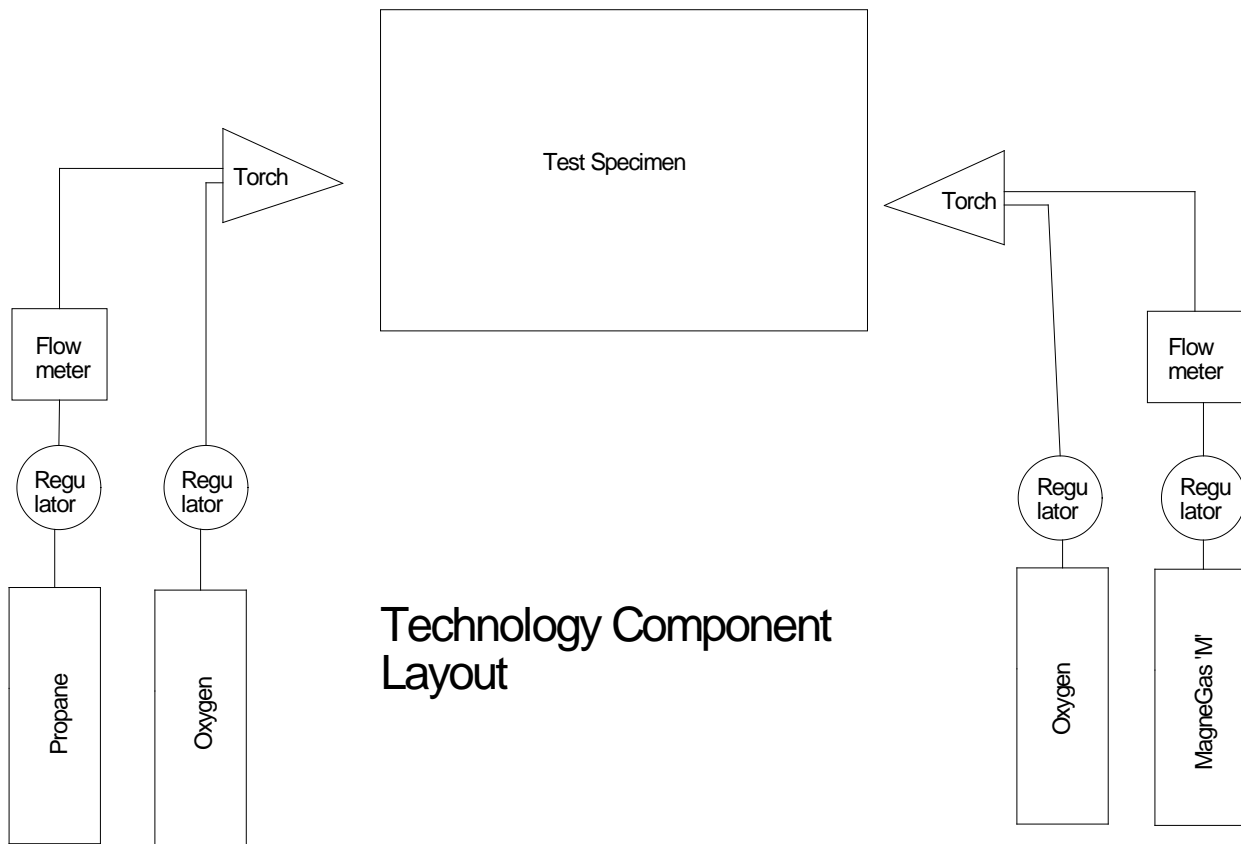 Test Specimen
Torch
Torch
Flow
meter
Flow
meter
Regu
lator
Regu
lator
Regu
lator
Regu
lator
Propane
Oxygen
Technology Component
Layout
Oxygen
MagneGas 'M'